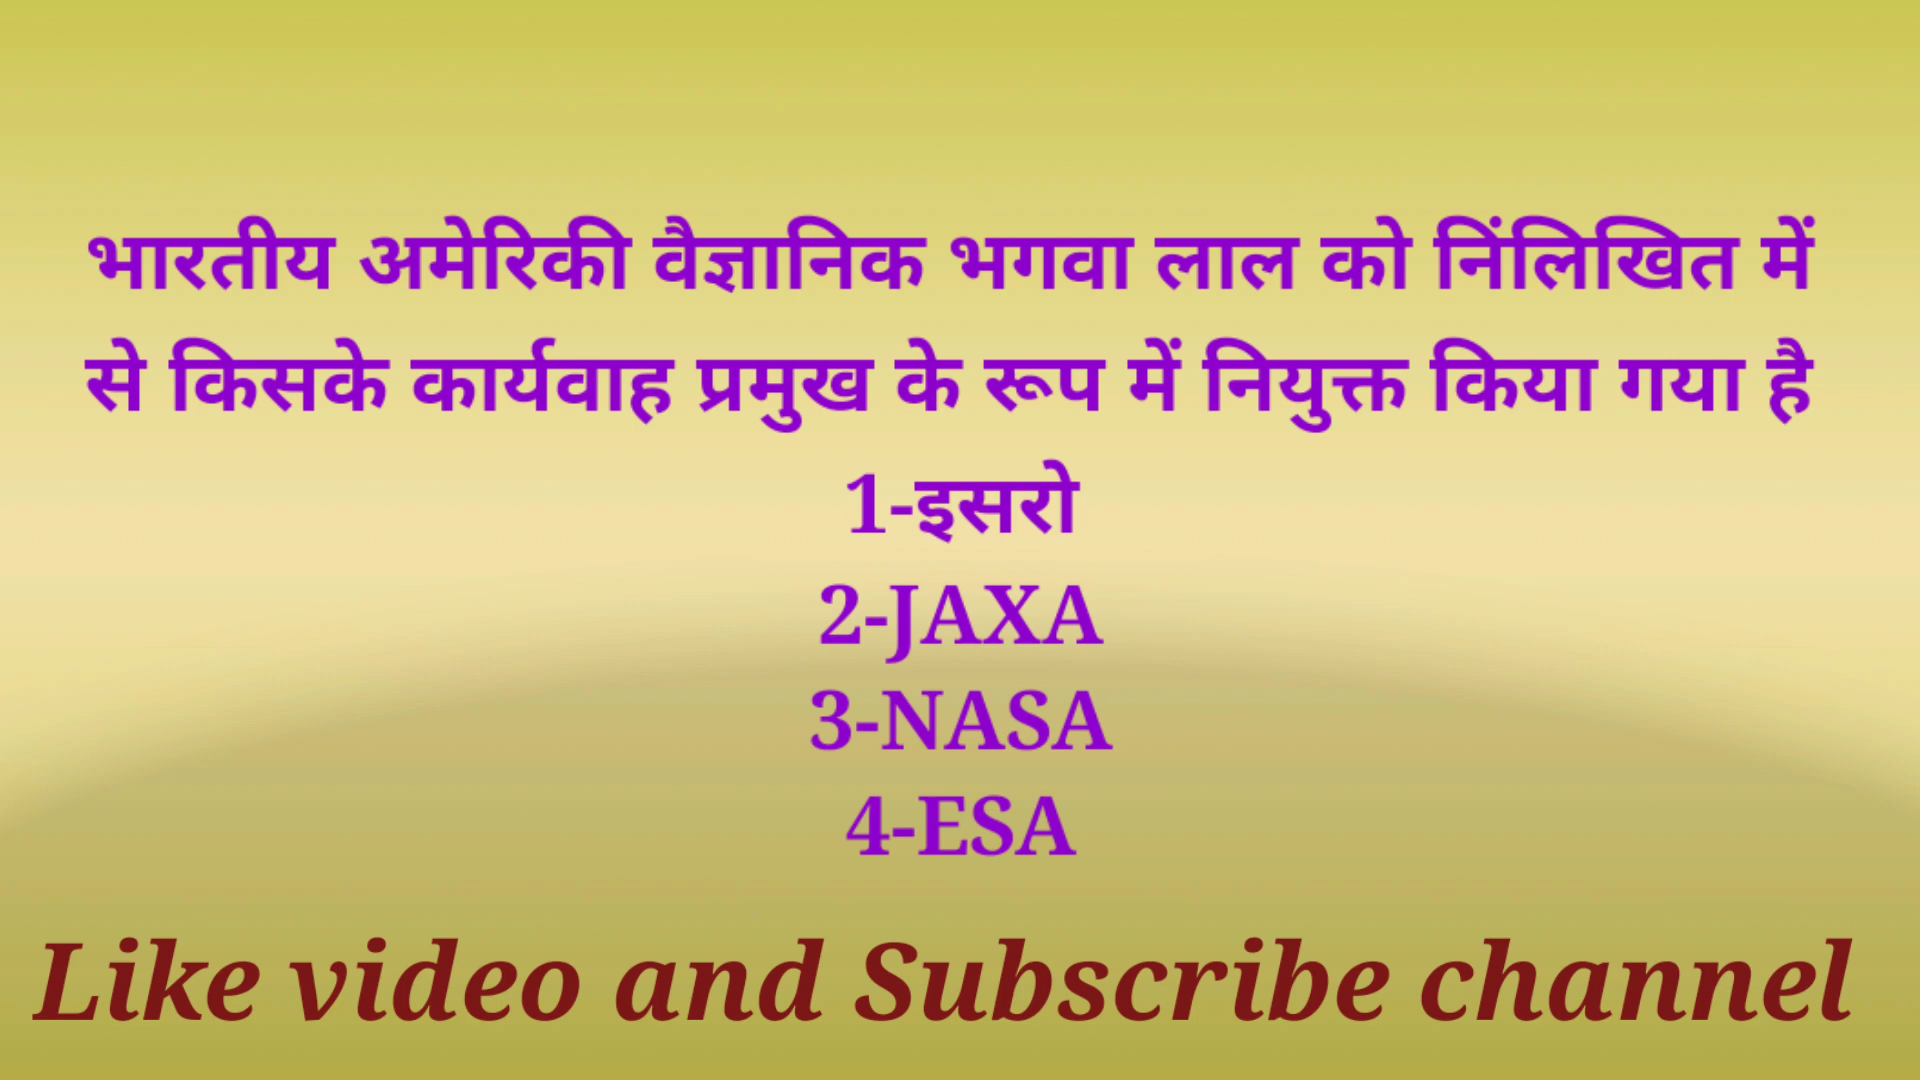 भारतीय अमेरिकी वैज्ञानिक भगवा लाल को निंलिखित में
से किसके कार्यवाह प्रमुख के रूप में नियुक्त किया गया है
1-इसरो
2-JAXA
3-NASA
4-ESA
Like video and Subscribe channel